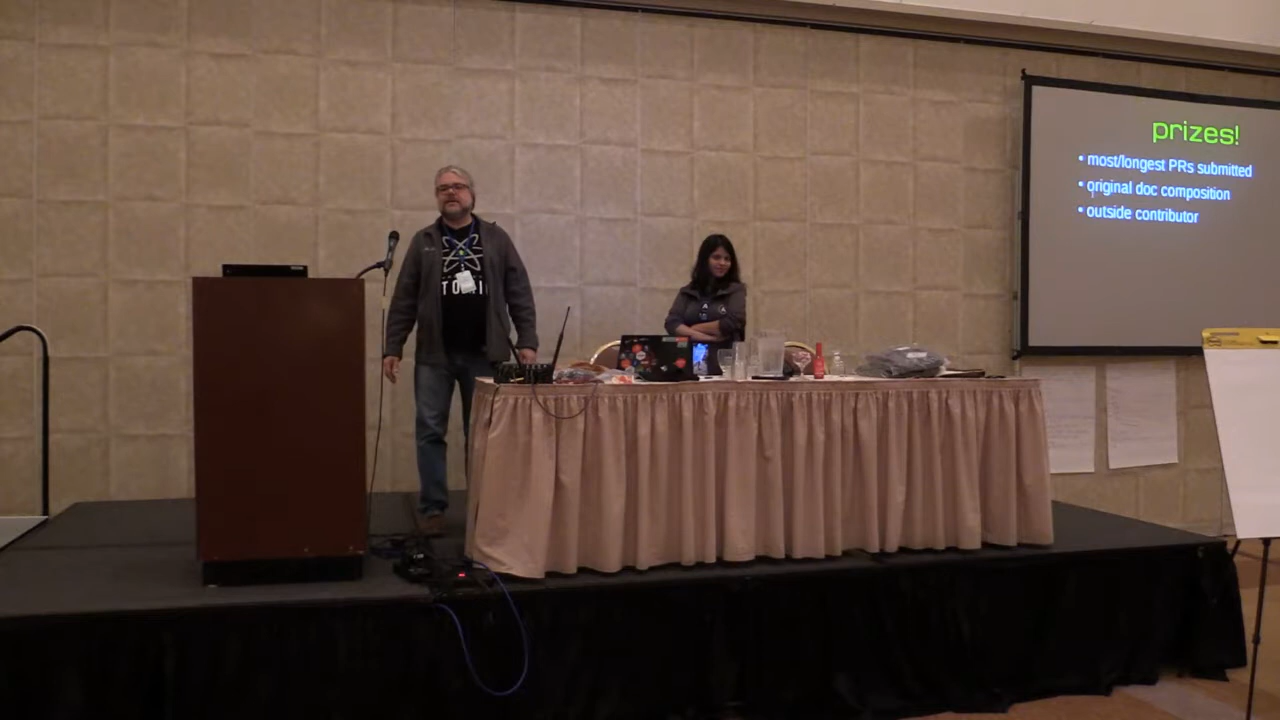 prizes!
• most/longest PRs submitted
• original doc composition
• outside contributor